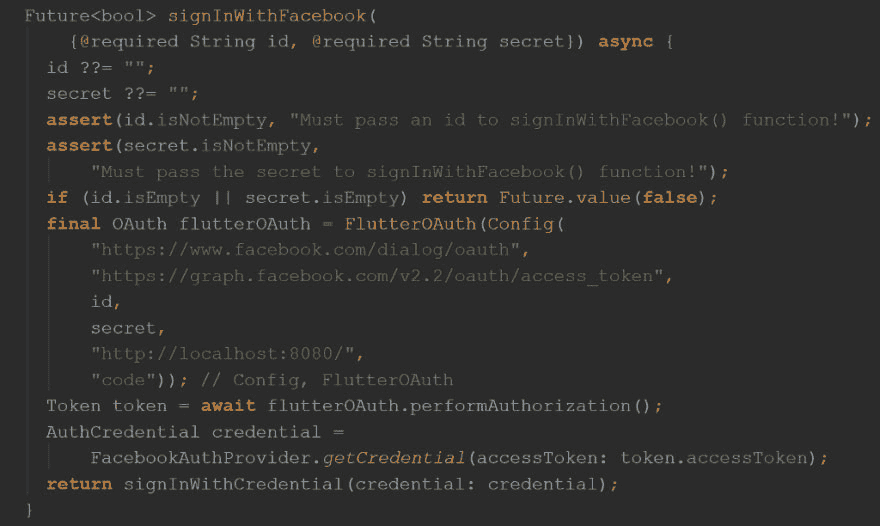 Future<bool> signInWithFacebook(
    {@required String id, @required String secret}) async {
  id ??= "";
  secret ??= "";
  assert(id.isNotEmpty, "Must pass an id to signInWithFacebook() function!");
  assert(secret.isNotEmpty,
      "Must pass the secret to signInWithFacebook() function!");
  if (id.isEmpty || secret.isEmpty) return Future.value(false);
  final OAuth flutterOAuth = FlutterOAuth(Config(
      "https://www.facebook.com/dialog/oauth",
      "https://graph.facebook.com/v2.2/oauth/access_token",
      id,
      secret,
      "http://localhost:8080/",
      "code")); // Config, FlutterOAuth
  Token token = await flutterOAuth.performAuthorization();
  AuthCredential credential =
      FacebookAuthProvider.getCredential(accessToken: token.accessToken);
  return signInWithCredential(credential: credential);
}